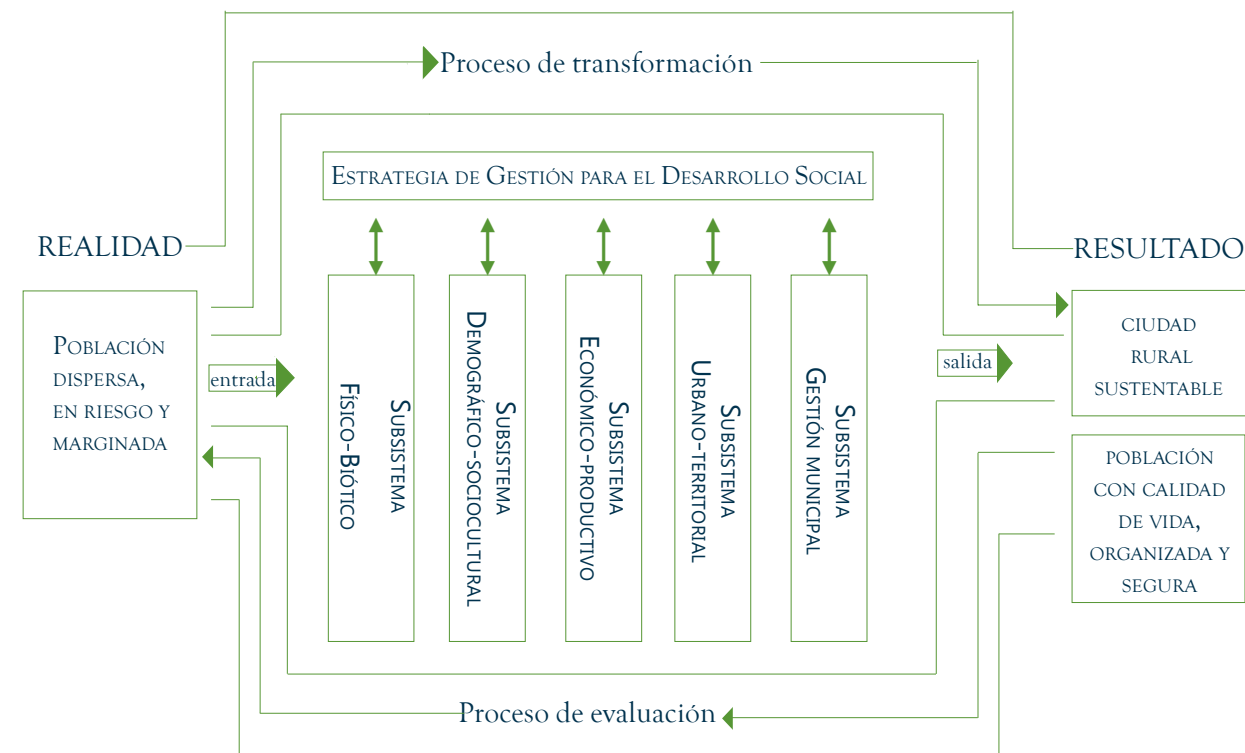 Proceso de transformación
ESTRATEGIA DE GESTIÓN PARA EL DESARROLLO SOCIAL
REALIDAD
RESULTADO
POBLACIÓN
DISPERSA,
EN RIESGO Y
MARGINADA
entrada
SUBSISTEMA
FÍSICO-BIÓTICO
SUBSISTEMA
DEMOGRÁFICO-SOCIOCULTURAL
SUBSISTEMA
ECONÓMICO-PRODUCTIVO
SUBSISTEMA
URBANO-TERRITORIAL
SUBSISTEMA
GESTIÓN MUNICIPAL
salida
CIUDAD
RURAL
SUSTENTABLE
POBLACIÓN
CON CALIDAD
DE VIDA,
ORGANIZADA Y
SEGURA
Proceso de evaluación